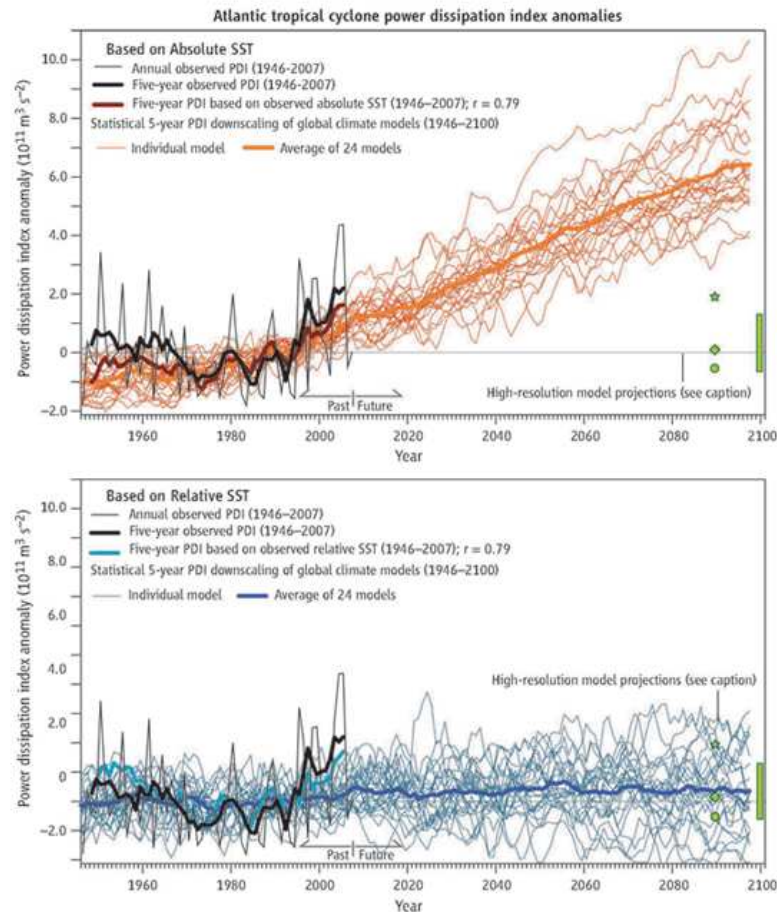 Atlantic tropical cyclone power dissipation index anomalies
Based on Absolute SST
Annual observed PDI (1946-2007)
Five-year observed PDI (1946-2007)
Five-year PDI based on observed absolute SST (1946–2007); r = 0.79
Statistical 5-year PDI downscaling of global climate models (1946–2100)
Individual model Average of 24 models
Power dissipation index anomaly (10¹¹ m³ s⁻²)
10.0
8.0
6.0
4.0
2.0
0
−2.0
Past Future
High-resolution model projections (see caption)
1960 1980 2000 2020 2040 2060 2080 2100
Year
Based on Relative SST
Annual observed PDI (1946–2007)
Five-year observed PDI (1946–2007)
Five-year PDI based on observed relative SST (1946–2007); r = 0.79
Statistical 5-year PDI downscaling of global climate models (1946–2100)
Individual model Average of 24 models
Power dissipation index anomaly (10¹¹ m³ s⁻²)
10.0
8.0
6.0
4.0
2.0
0
−2.0
High-resolution model projections (see caption)
Past Future
1960 1980 2000 2020 2040 2060 2080 2100
Year